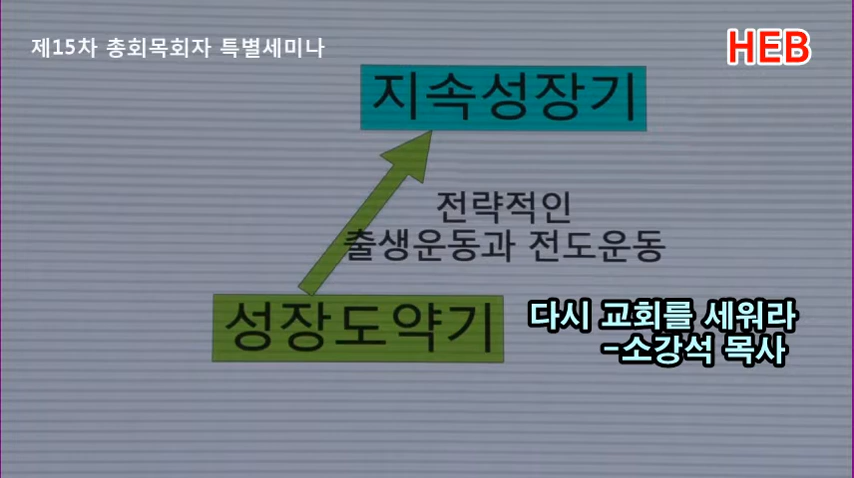 제15차 총회목회자 특별세미나
HEB
지속성장기
전략적인
출생운동과 전도운동
성장도약기
다시 교회를 세워라
-소강석 목사